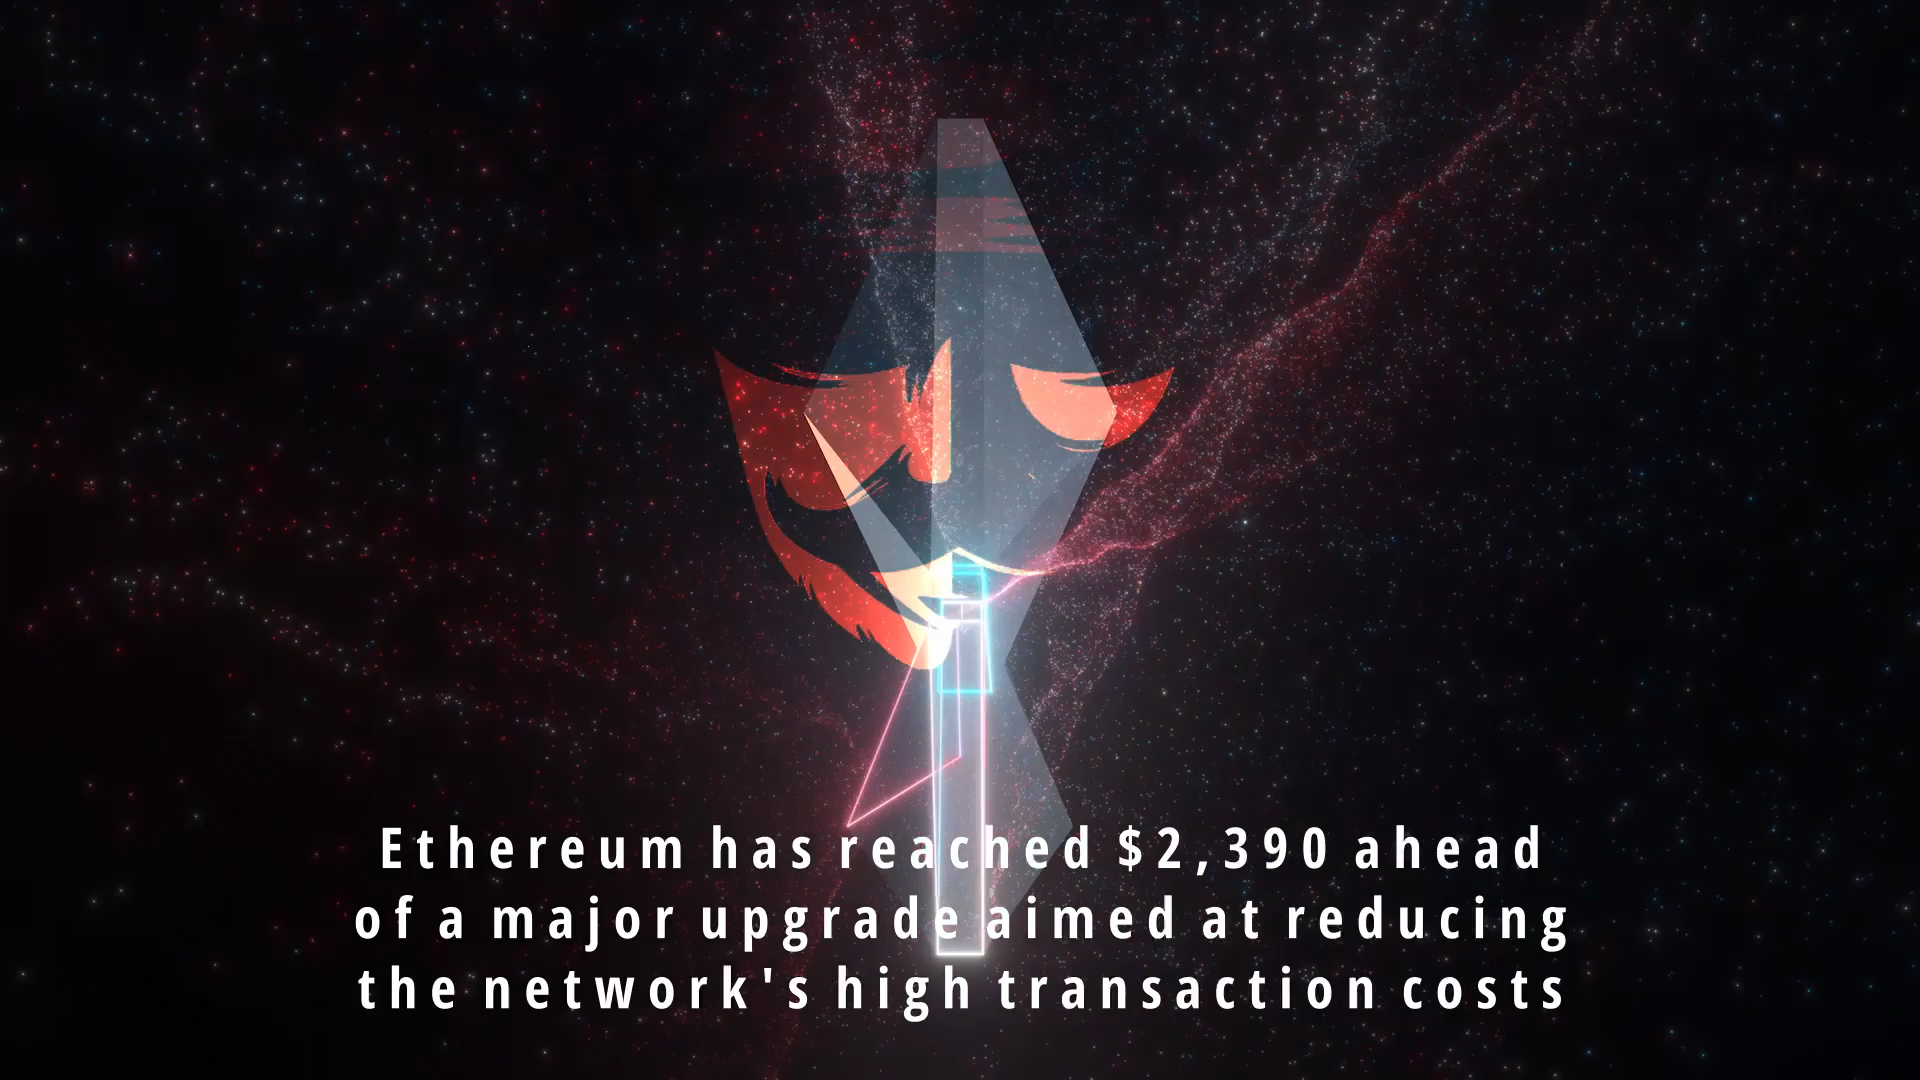 Ethereum has reached $2,390 ahead
of a major upgrade aimed at reducing
the network's high transaction costs